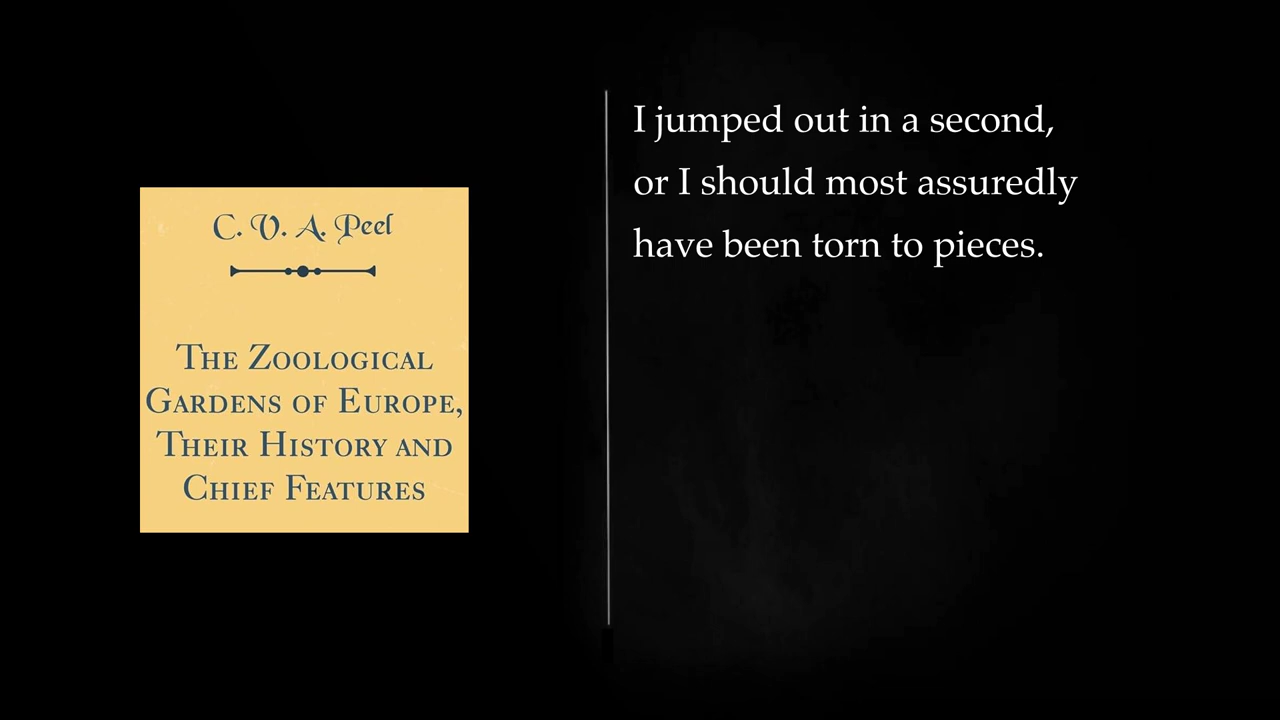 C. V. A. Peel
The Zoological
Gardens of Europe,
Their History and
Chief Features
I jumped out in a second,
or I should most assuredly
have been torn to pieces.